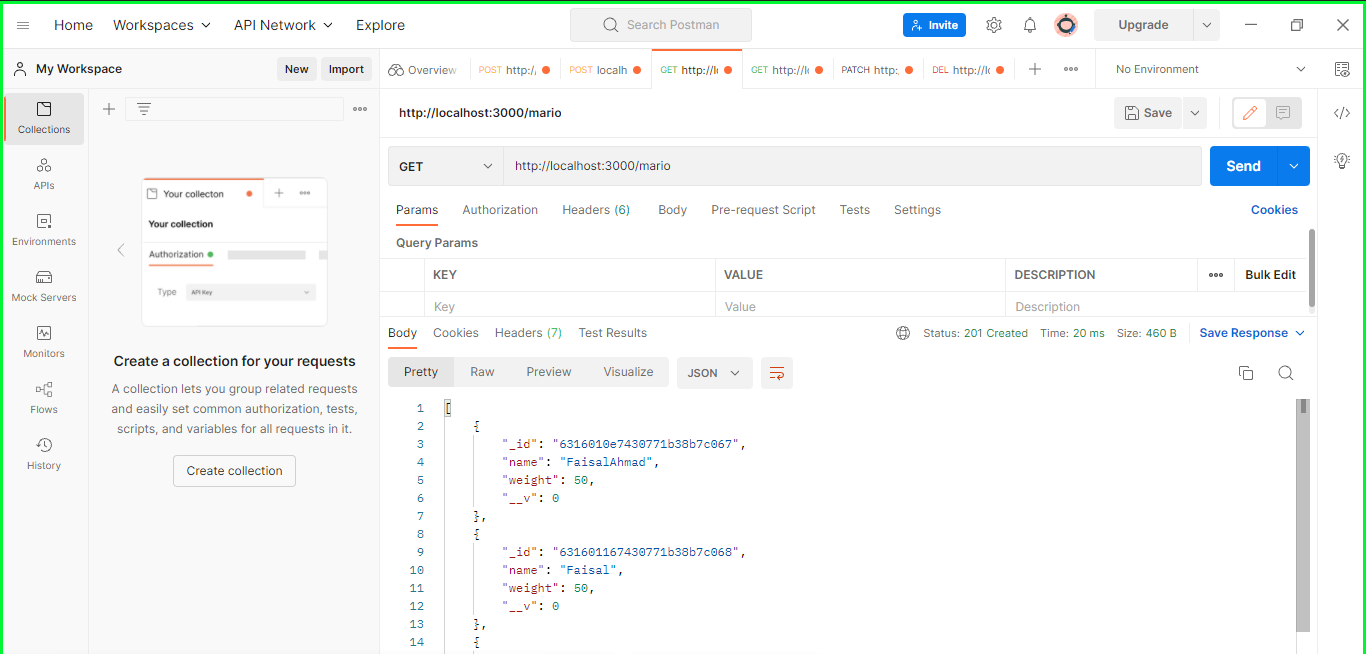 Home Workspaces API Network Explore Search Postman Invite Upgrade
My Workspace New Import Overview POST http:/ POST localh GET http://l GET http://l PATCH http: DEL http://l No Environment
Collections
APIs
Environments
Mock Servers
Monitors
Flows
History
Your collecton
Your collection
Authorization
Type API Key
Create a collection for your requests
A collection lets you group related requests
and easily set common authorization, tests,
scripts, and variables for all requests in it.
Create collection
http://localhost:3000/mario Save
GET http://localhost:3000/mario Send
Params Authorization Headers (6) Body Pre-request Script Tests Settings Cookies
Query Params
KEY VALUE DESCRIPTION Bulk Edit
Key Value Description
Body Cookies Headers (7) Test Results Status: 201 Created Time: 20 ms Size: 460 B Save Response
Pretty Raw Preview Visualize JSON
1 [
2 {
3 "_id": "6316010e7430771b38b7c067",
4 "name": "FaisalAhmad",
5 "weight": 50,
6 "__v": 0
7 },
8 {
9 "_id": "631601167430771b38b7c068",
10 "name": "Faisal",
11 "weight": 50,
12 "__v": 0
13 },
14 {